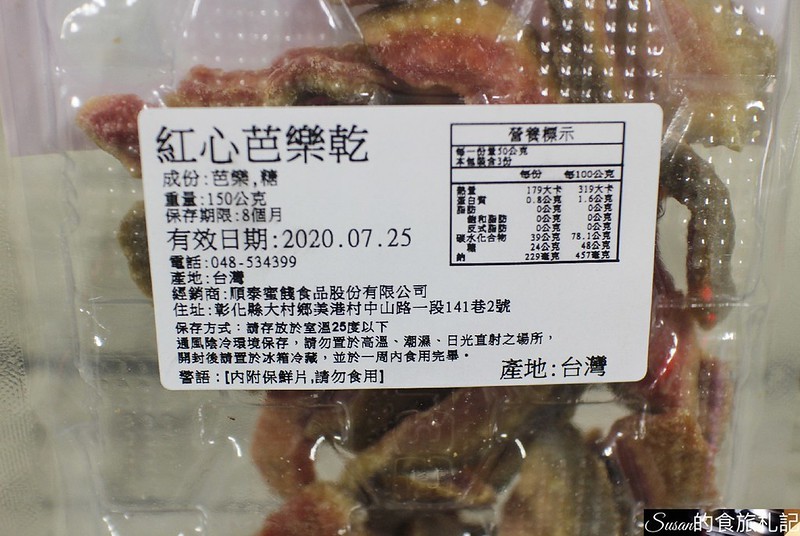 紅心芭樂乾
成份:芭樂,糖
重量:150公克
保存期限:8個月
有效日期:2020.07.25
電話:048-534399
產地:台灣
經銷商:順泰蜜餞食品股份有限公司
住址:彰化縣大村鄉美港村中山路一段141巷2號
保存方式:請存放於室溫25度以下
通風陰冷環境保存,請勿置於高溫、潮濕、日光直射之場所,
開封後請置於冰箱冷藏,並於一周內食用完畢。
警語:[內附保鮮片,請勿食用]
產地:台灣
營養標示
每一份量50公克
本包裝含3份
每份 每100公克
熱量 179大卡 319大卡
蛋白質 0.8公克 1.6公克
脂肪 0公克 0公克
飽和脂肪 0公克 0公克
反式脂肪 0公克 0公克
碳水化合物 39公克 78.1公克
糖 24公克 48公克
鈉 229毫克 457毫克
Susan的食旅札記